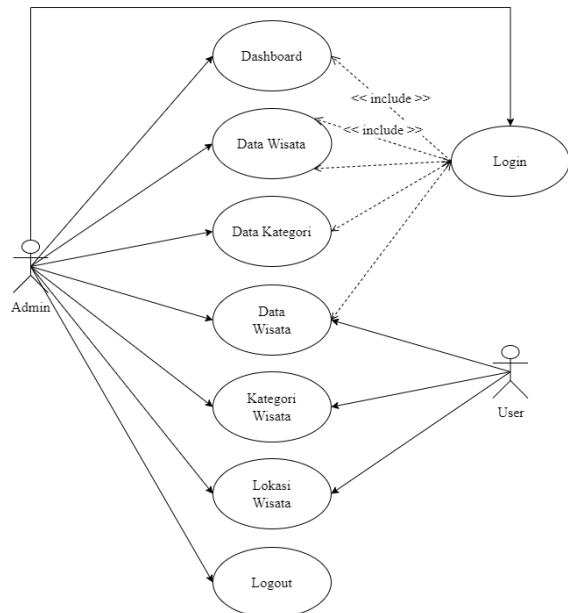 Dashboard
<< include >>
<< include >>
Data Wisata
Login
Data Kategori
Admin
Data
Wisata
User
Kategori
Wisata
Lokasi
Wisata
Logout